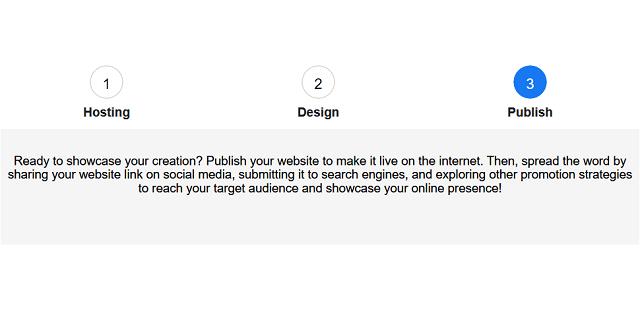 1
2
3
Hosting
Design
Publish
Ready to showcase your creation? Publish your website to make it live on the internet. Then, spread the word by
sharing your website link on social media, submitting it to search engines, and exploring other promotion strategies
to reach your target audience and showcase your online presence!